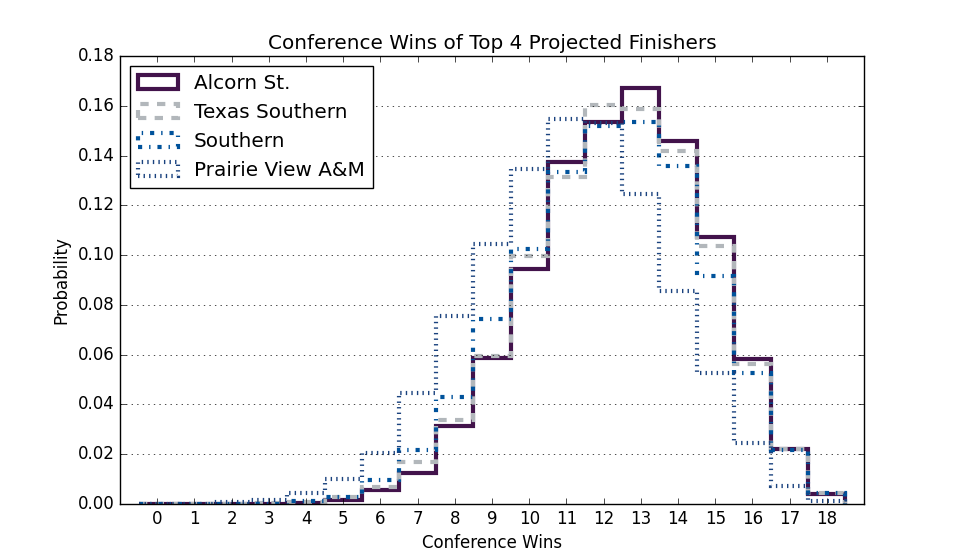 Conference Wins of Top 4 Projected Finishers
0.18
0.16
0.14
0.12
0.10
0.08
0.06
0.04
0.02
0.00
Probability
Alcorn St.
Texas Southern
Southern
Prairie View A&M
0 1 2 3 4 5 6 7 8 9 10 11 12 13 14 15 16 17 18
Conference Wins